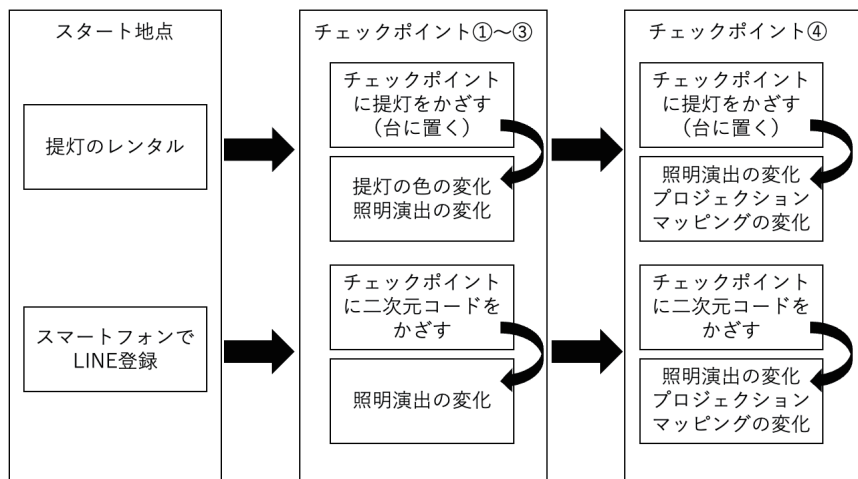 スタート地点
提灯のレンタル
スマートフォンで
LINE登録
チェックポイント①～③
チェックポイント
に提灯をかざす
（台に置く）
提灯の色の変化
照明演出の変化
チェックポイント
に二次元コードを
かざす
照明演出の変化
チェックポイント④
チェックポイント
に提灯をかざす
（台に置く）
照明演出の変化
プロジェクション
マッピングの変化
チェックポイント
に二次元コードを
かざす
照明演出の変化
プロジェクション
マッピングの変化